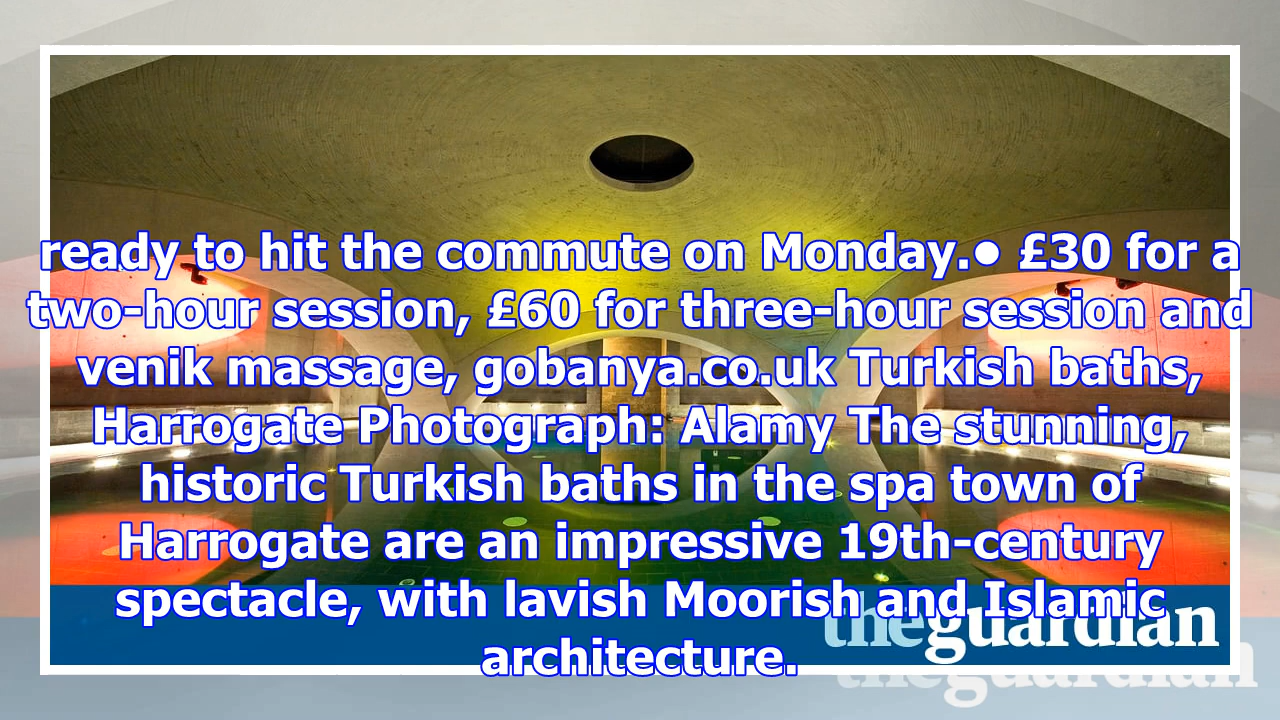 ready to hit the commute on Monday.● £30 for a
two-hour session, £60 for three-hour session and
venik massage, gobanya.co.uk Turkish baths,
Harrogate Photograph: Alamy The stunning,
historic Turkish baths in the spa town of
Harrogate are an impressive 19th-century
spectacle, with lavish Moorish and Islamic
architecture.
theguardian
theguardian